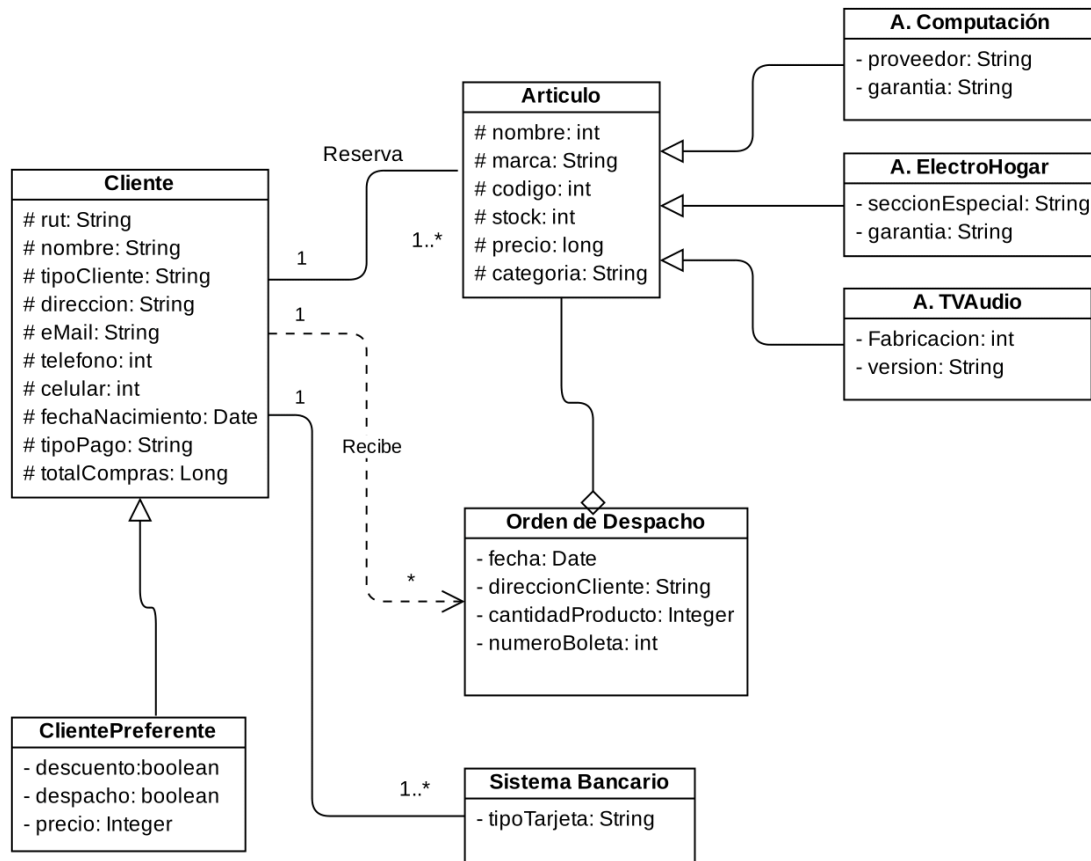 A. Computación
- proveedor: String
- garantia: String
Articulo
# nombre: int
# marca: String
# codigo: int
# stock: int
# precio: long
# categoria: String
A. ElectroHogar
- seccionEspecial: String
- garantia: String
A. TVAudio
- Fabricacion: int
- version: String
Reserva
1
1..*
Cliente
# rut: String
# nombre: String
# tipoCliente: String
# direccion: String
# eMail: String
# telefono: int
# celular: int
# fechaNacimiento: Date
# tipoPago: String
# totalCompras: Long
1
Recibe
*
1
1..*
Orden de Despacho
- fecha: Date
- direccionCliente: String
- cantidadProducto: Integer
- numeroBoleta: int
ClientePreferente
- descuento:boolean
- despacho: boolean
- precio: Integer
Sistema Bancario
- tipoTarjeta: String